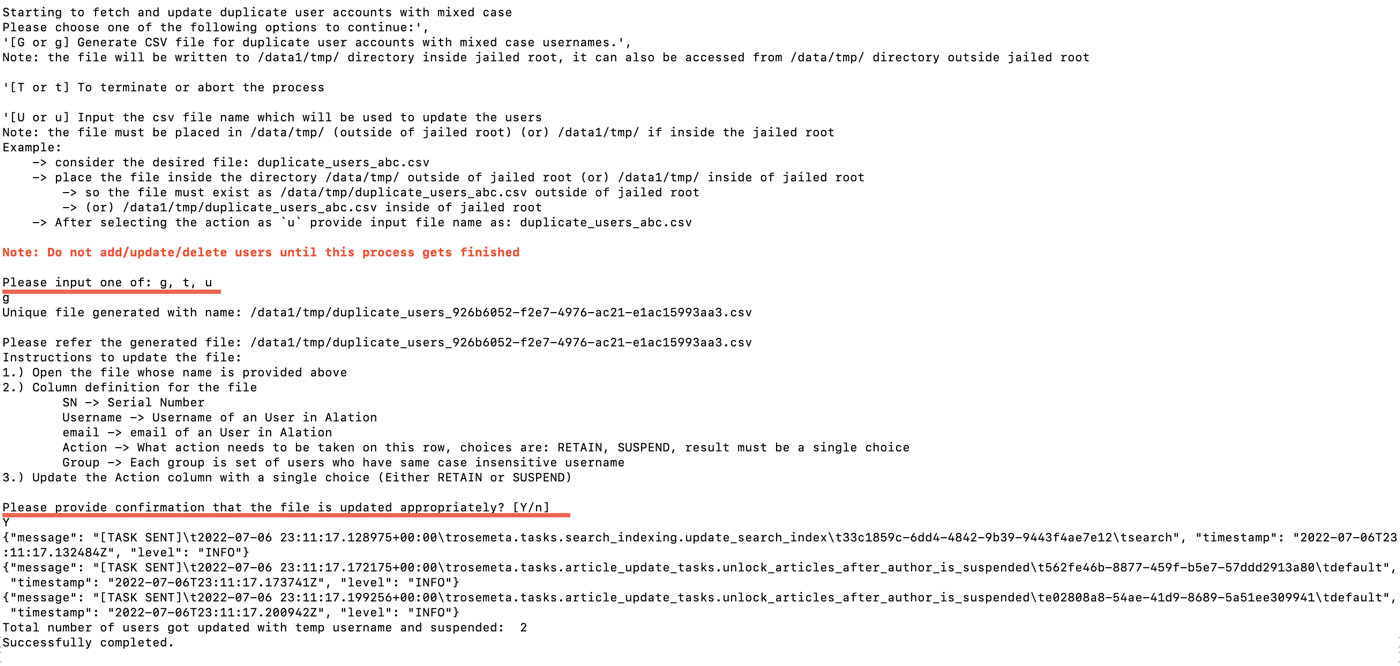 Starting to fetch and update duplicate user accounts with mixed case
Please choose one of the following options to continue:',
'[G or g] Generate CSV file for duplicate user accounts with mixed case usernames.',
Note: the file will be written to /data1/tmp/ directory inside jailed root, it can also be accessed from /data/tmp/ directory outside jailed root
'[T or t] To terminate or abort the process
'[U or u] Input the csv file name which will be used to update the users
Note: the file must be placed in /data/tmp/ (outside of jailed root) (or) /data1/tmp/ if inside the jailed root
Example:
-> consider the desired file: duplicate_users_abc.csv
-> place the file inside the directory /data/tmp/ outside of jailed root (or) /data1/tmp/ inside of jailed root
-> so the file must exist as /data/tmp/duplicate_users_abc.csv outside of jailed root
-> (or) /data1/tmp/duplicate_users_abc.csv inside of jailed root
-> After selecting the action as `u` provide input file name as: duplicate_users_abc.csv
Note: Do not add/update/delete users until this process gets finished
Please input one of: g, t, u
g
Unique file generated with name: /data1/tmp/duplicate_users_926b6052-f2e7-4976-ac21-e1ac15993aa3.csv
Please refer the generated file: /data1/tmp/duplicate_users_926b6052-f2e7-4976-ac21-e1ac15993aa3.csv
Instructions to update the file:
1.) Open the file whose name is provided above
2.) Column definition for the file
SN -> Serial Number
Username -> Username of an User in Alation
email -> email of an User in Alation
Action -> What action needs to be taken on this row, choices are: RETAIN, SUSPEND, result must be a single choice
Group -> Each group is set of users who have same case insensitive username
3.) Update the Action column with a single choice (Either RETAIN or SUSPEND)
Please provide confirmation that the file is updated appropriately? [Y/n]
Y
{"message": "[TASK SENT]\t2022-07-06 23:11:17.128975+00:00\trosemeta.tasks.search_indexing.update_search_index\t33c1859c-6dd4-4842-9b39-9443f4ae7e12\tsearch", "timestamp": "2022-07-06T23
:11:17.132484Z", "level": "INFO"}
{"message": "[TASK SENT]\t2022-07-06 23:11:17.172175+00:00\trosemeta.tasks.article_update_tasks.unlock_articles_after_author_is_suspended\t562fe46b-8877-459f-b5e7-57ddd2913a80\tdefault",
"timestamp": "2022-07-06T23:11:17.173741Z", "level": "INFO"}
{"message": "[TASK SENT]\t2022-07-06 23:11:17.199256+00:00\trosemeta.tasks.article_update_tasks.unlock_articles_after_author_is_suspended\te02808a8-54ae-41d9-8689-5a51ee309941\tdefault",
"timestamp": "2022-07-06T23:11:17.200942Z", "level": "INFO"}
Total number of users got updated with temp username and suspended:  2
Successfully completed.